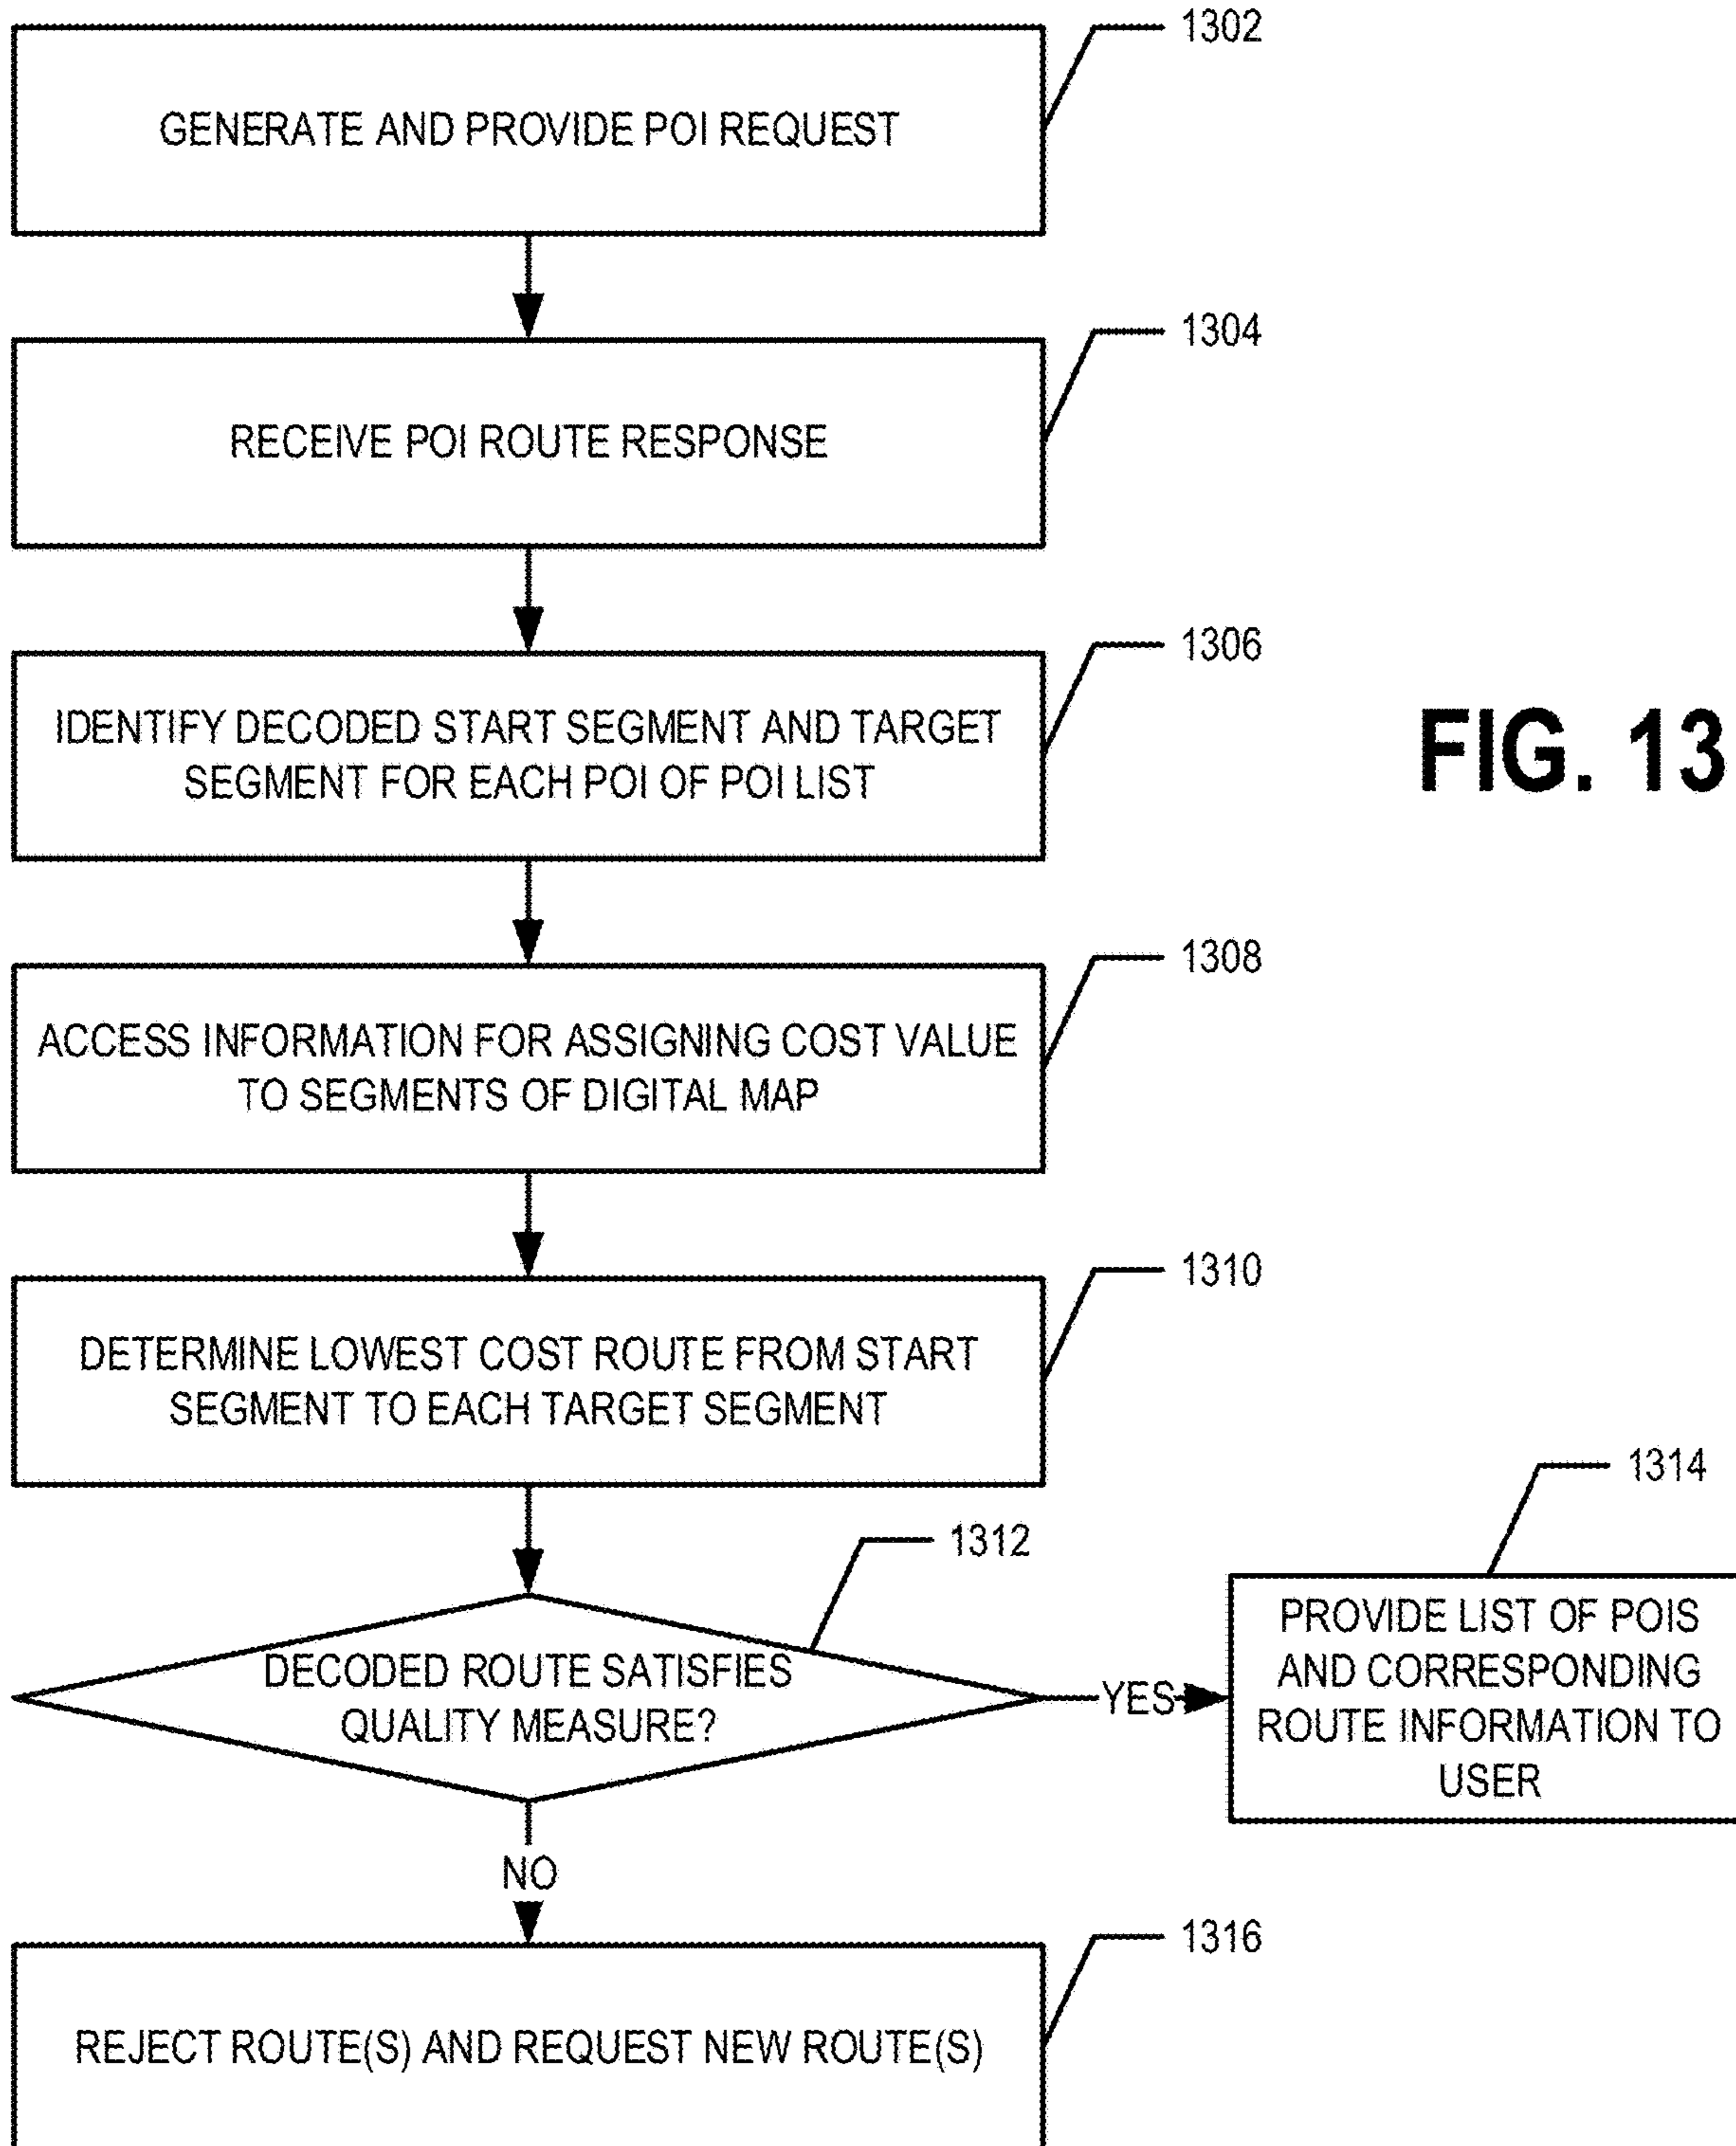 1302
GENERATE AND PROVIDE POI REQUEST
1304
RECEIVE POI ROUTE RESPONSE
1306
IDENTIFY DECODED START SEGMENT AND TARGET
SEGMENT FOR EACH POI OF POI LIST
FIG. 13
1308
ACCESS INFORMATION FOR ASSIGNING COST VALUE
TO SEGMENTS OF DIGITAL MAP
1310
DETERMINE LOWEST COST ROUTE FROM START
SEGMENT TO EACH TARGET SEGMENT
1312
DECODED ROUTE SATISFIES
QUALITY MEASURE?
YES
1314
PROVIDE LIST OF POIS
AND CORRESPONDING
ROUTE INFORMATION TO
USER
NO
1316
REJECT ROUTE(S) AND REQUEST NEW ROUTE(S)